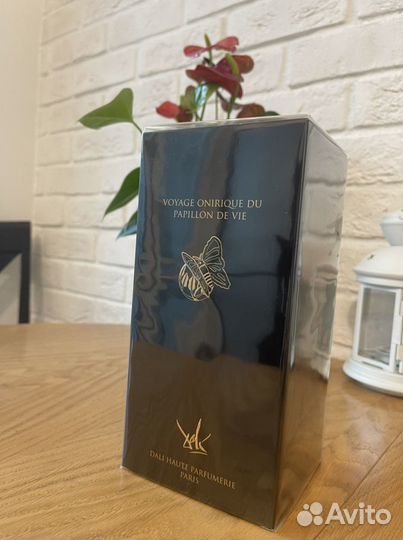 VOYAGE ONIRIQUE DU
PAPILLON DE VIE
DALI HAUTE PARFUMERIE
PARIS
Avito